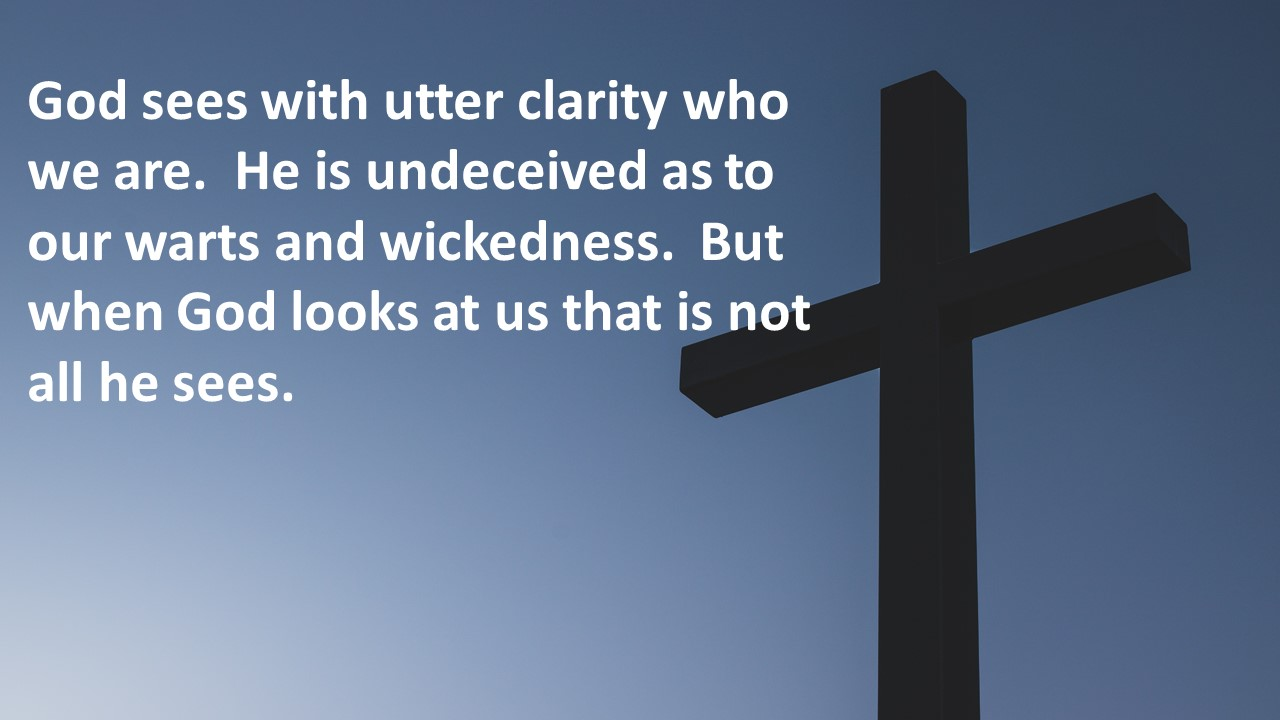 God sees with utter clarity who
we are.  He is undeceived as to
our warts and wickedness.  But
when God looks at us that is not
all he sees.